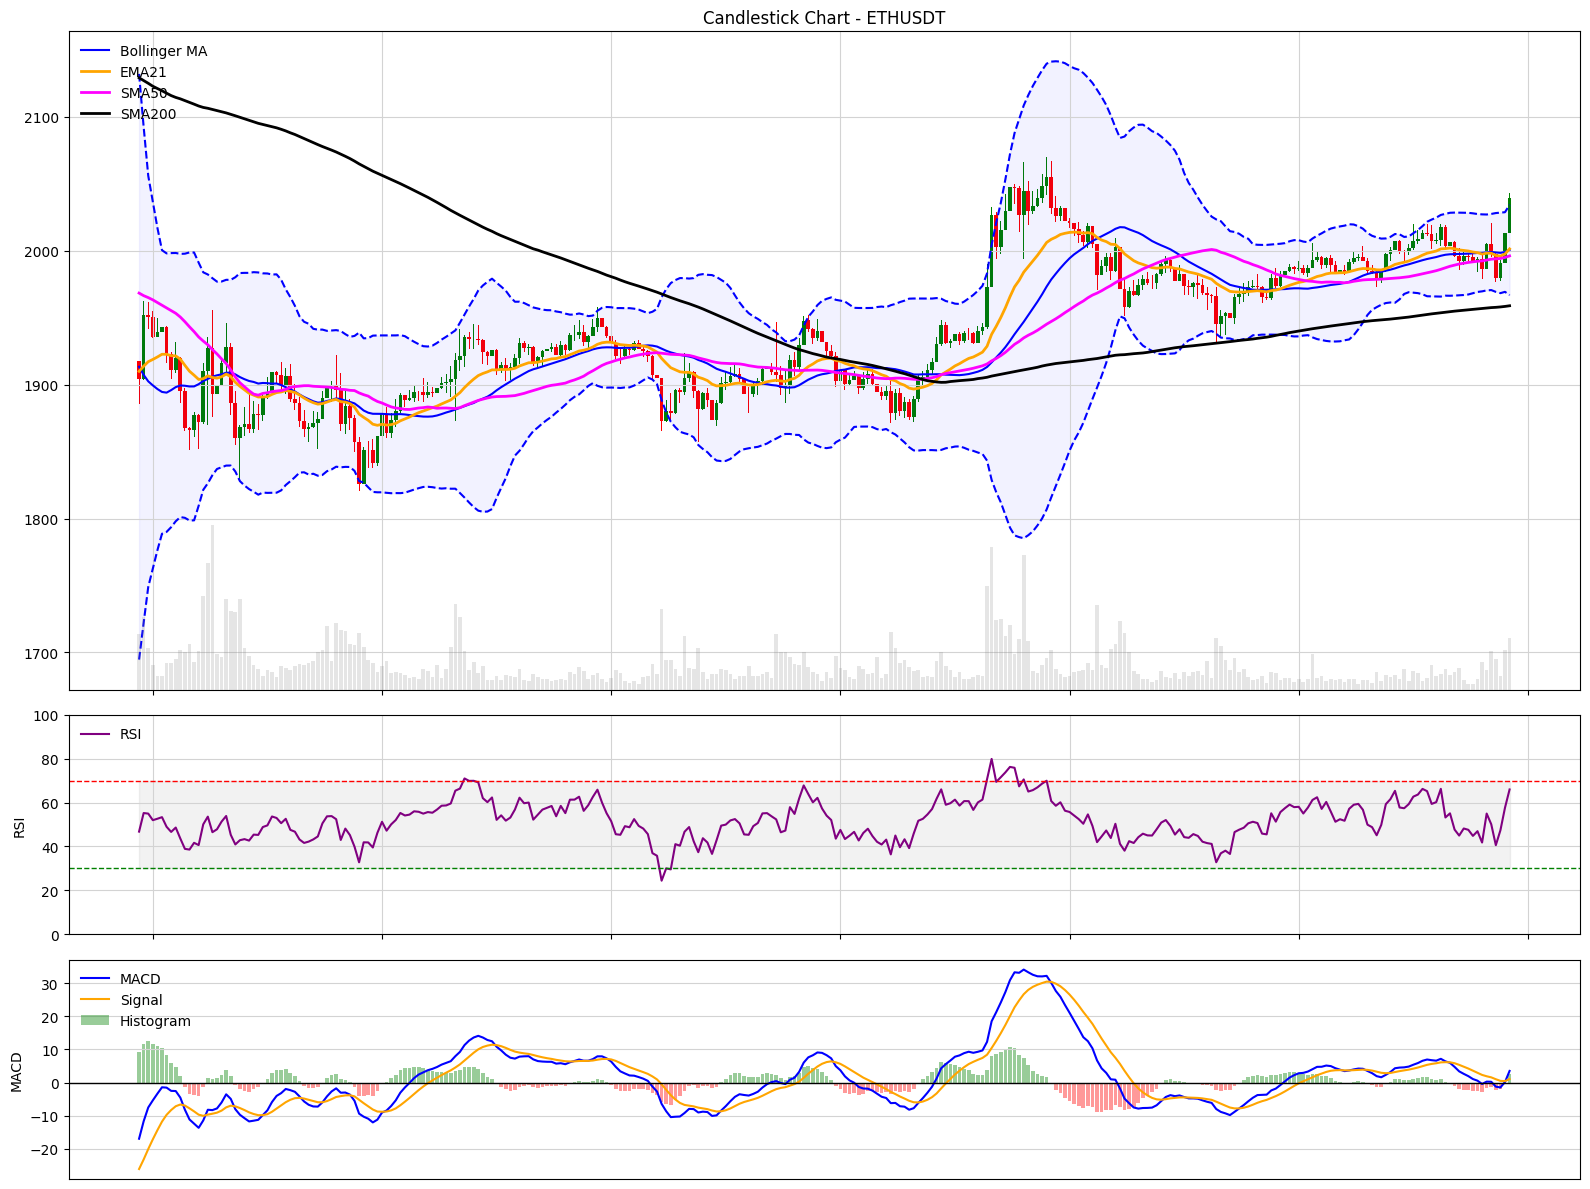 Candlestick Chart - ETHUSDT
Bollinger MA
EMA21
SMA50
SMA200
2100
2000
1900
1800
1700
RSI
100
80
60
40
20
0
RSI
MACD
Signal
Histogram
30
20
10
0
−10
−20
MACD